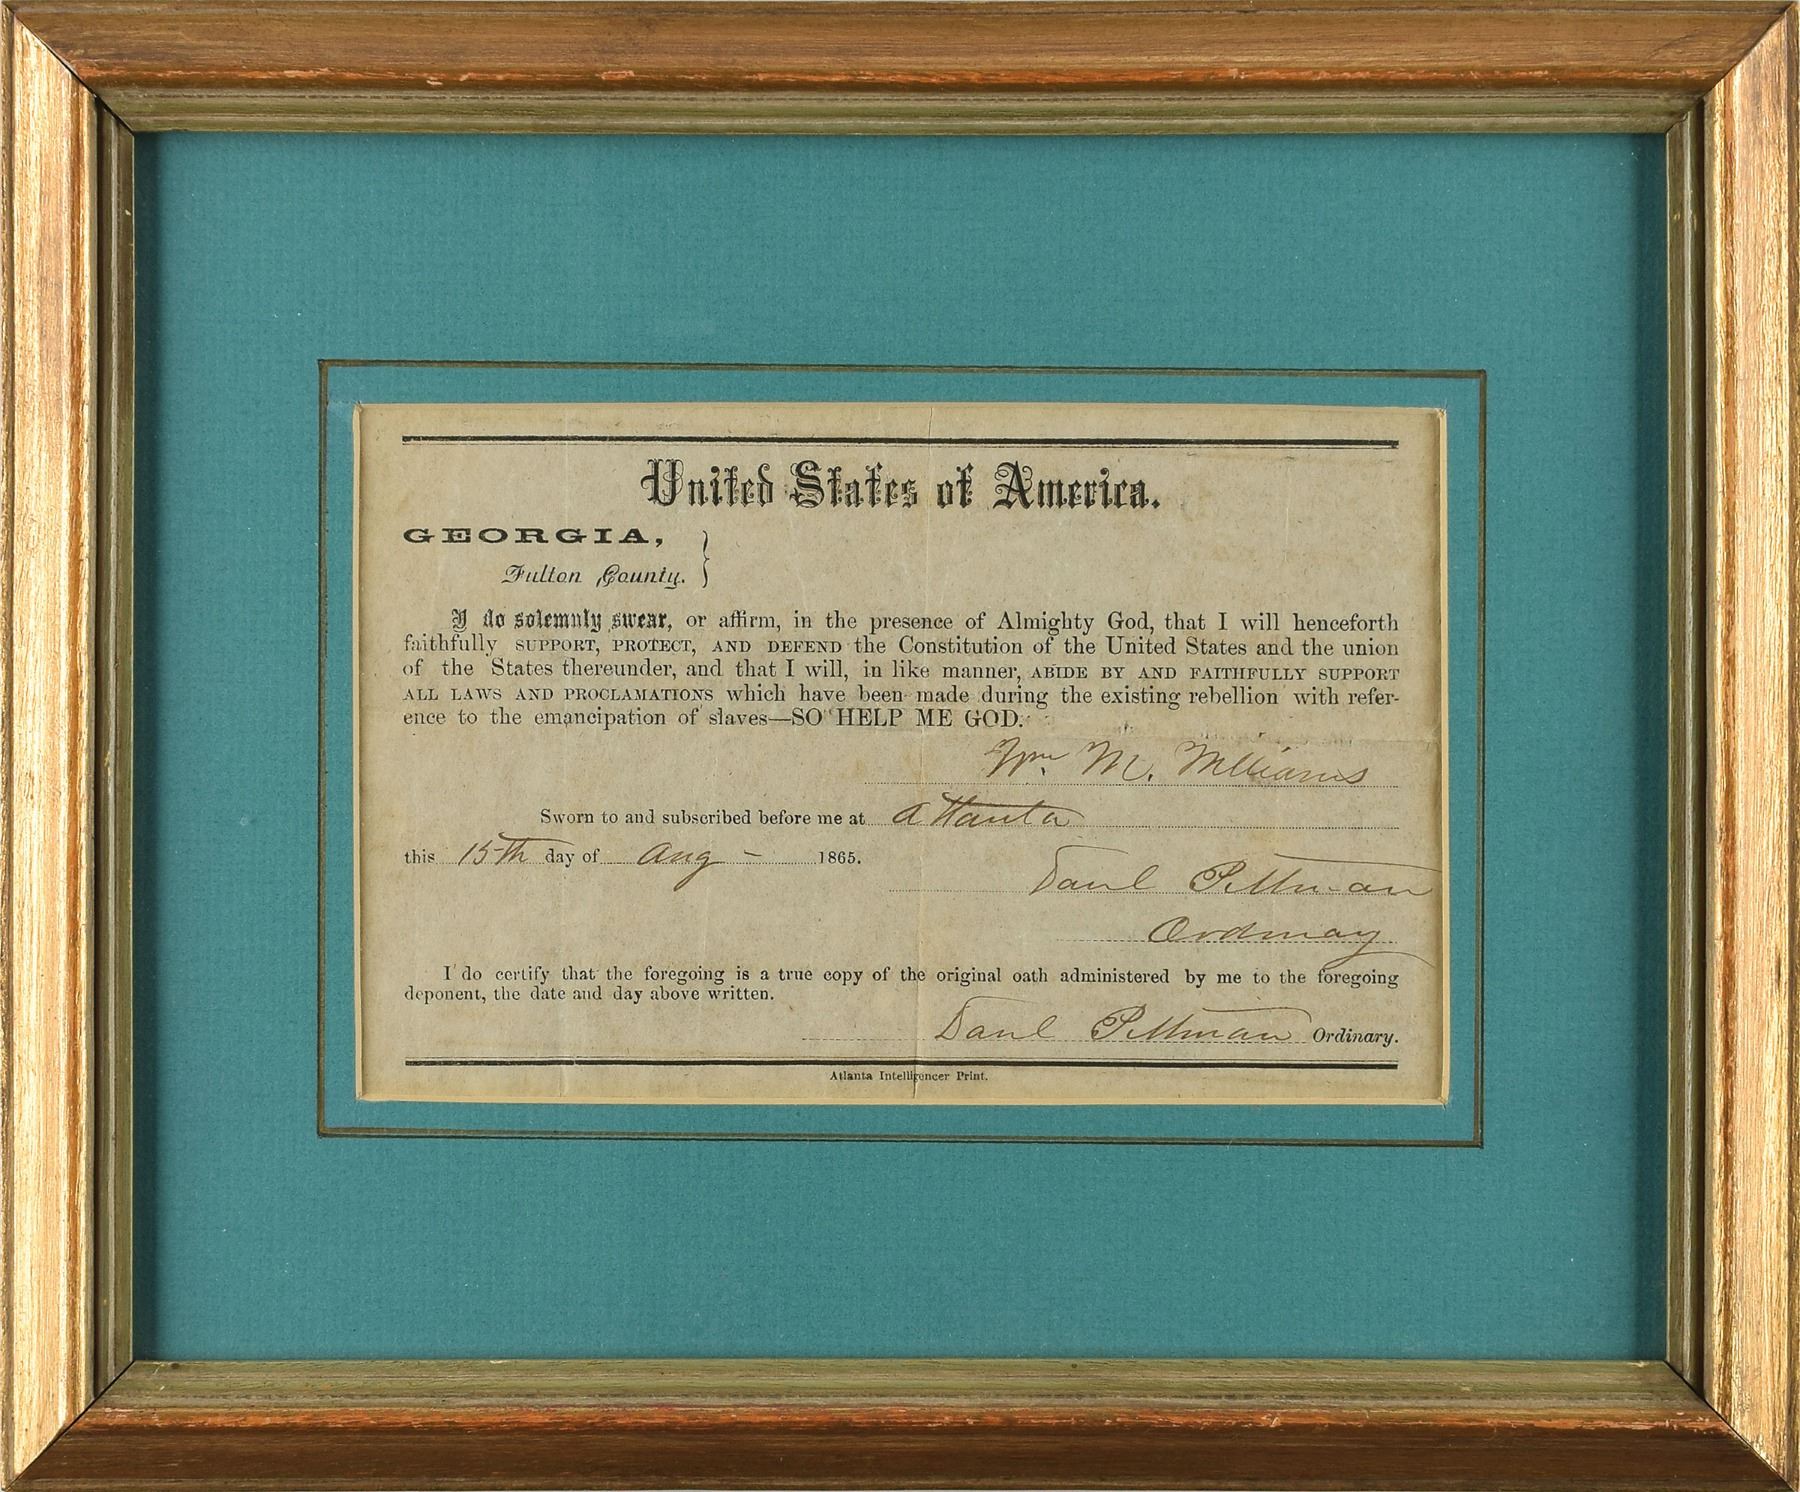 United States of America.
GEORGIA,
Fulton County. }
I do solemnly swear, or affirm, in the presence of Almighty God, that I will henceforth
faithfully SUPPORT, PROTECT, AND DEFEND the Constitution of the United States and the union
of the States thereunder, and that I will, in like manner, ABIDE BY AND FAITHFULLY SUPPORT
ALL LAWS AND PROCLAMATIONS which have been made during the existing rebellion with refer-
ence to the emancipation of slaves—SO HELP ME GOD.
Wm M. Williams
Sworn to and subscribed before me at Atlanta
this 15th day of Aug - 1865.
Danl Pittman
Ordinary
I do certify that the foregoing is a true copy of the original oath administered by me to the foregoing
deponent, the date and day above written.
Danl Pittman Ordinary.
Atlanta Intelligencer Print.